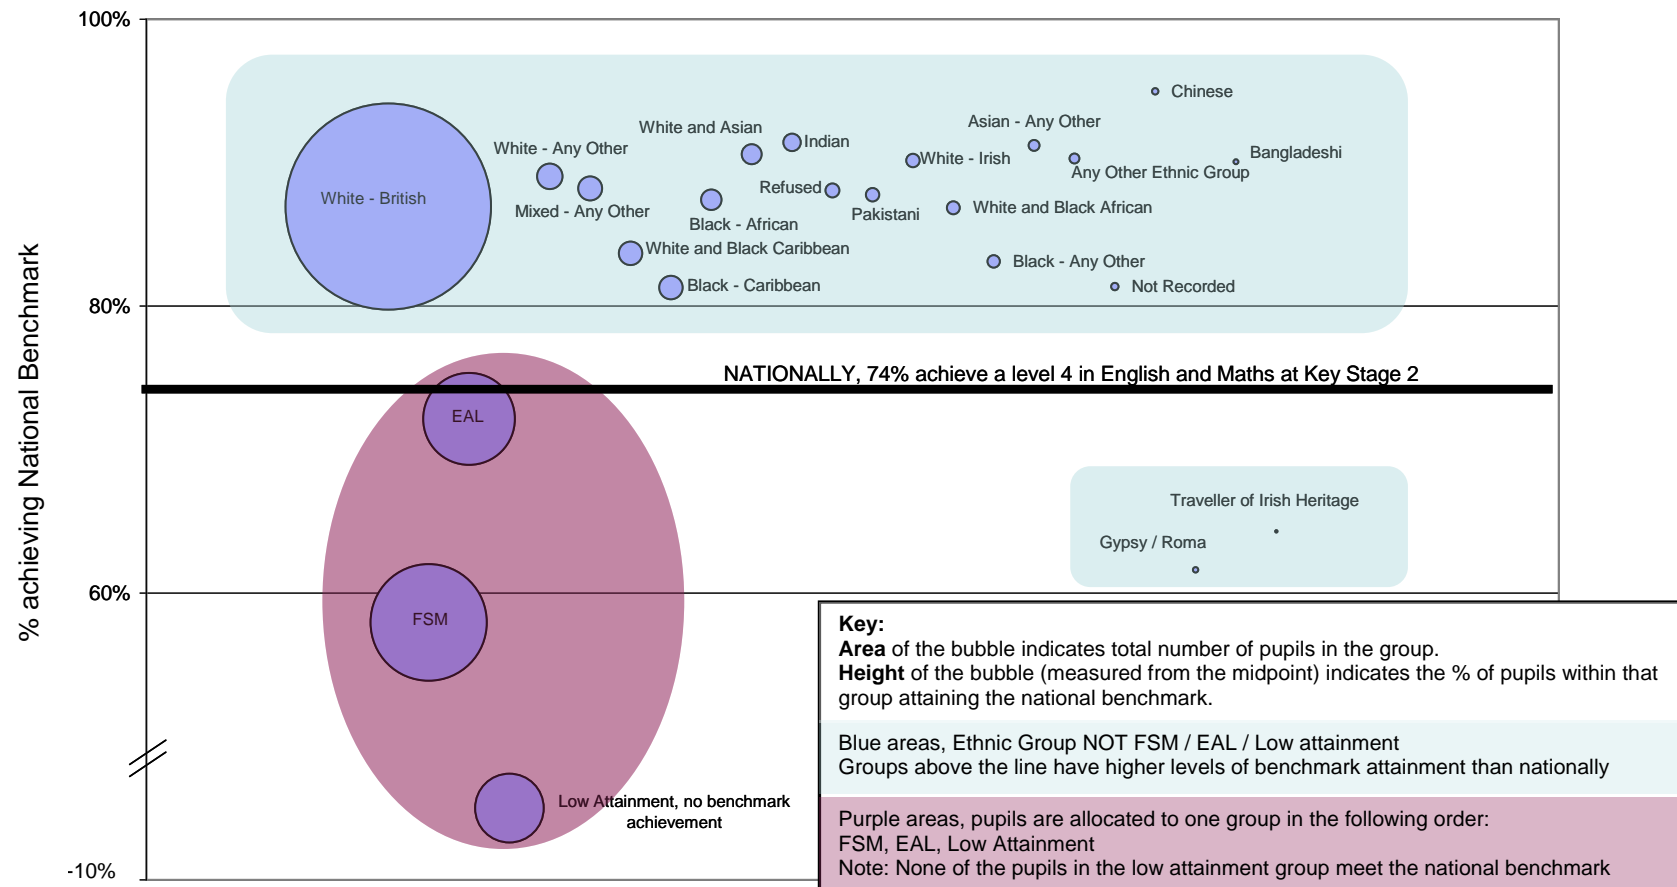 100%
Chinese
Asian - Any Other
White and Asian
Indian
White - Any Other
White - Irish
Bangladeshi
Any Other Ethnic Group
White - British
Refused
Mixed - Any Other
Pakistani
White and Black African
Black - African
White and Black Caribbean
Black - Any Other
Black - Caribbean
Not Recorded
80%
% achieving National Benchmark
NATIONALLY, 74% achieve a level 4 in English and Maths at Key Stage 2
EAL
Traveller of Irish Heritage
Gypsy / Roma
60%
FSM
Low Attainment, no benchmark
achievement
-10%
Key:
Area of the bubble indicates total number of pupils in the group.
Height of the bubble (measured from the midpoint) indicates the % of pupils within that
group attaining the national benchmark.
Blue areas, Ethnic Group NOT FSM / EAL / Low attainment
Groups above the line have higher levels of benchmark attainment than nationally
Purple areas, pupils are allocated to one group in the following order:
FSM, EAL, Low Attainment
Note: None of the pupils in the low attainment group meet the national benchmark